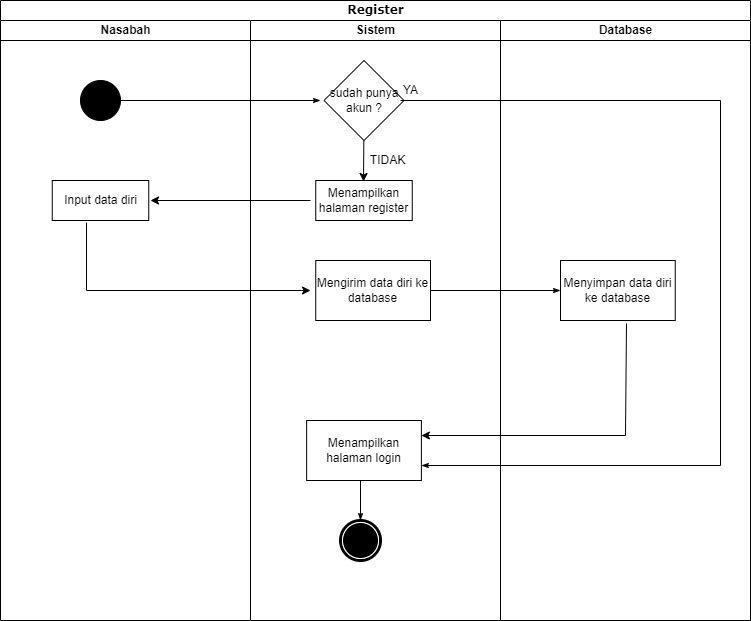 Register
Nasabah
Sistem
Database
sudah punya
akun ?
YA
TIDAK
Input data diri
Menampilkan
halaman register
Mengirim data diri ke
database
Menyimpan data diri
ke database
Menampilkan
halaman login